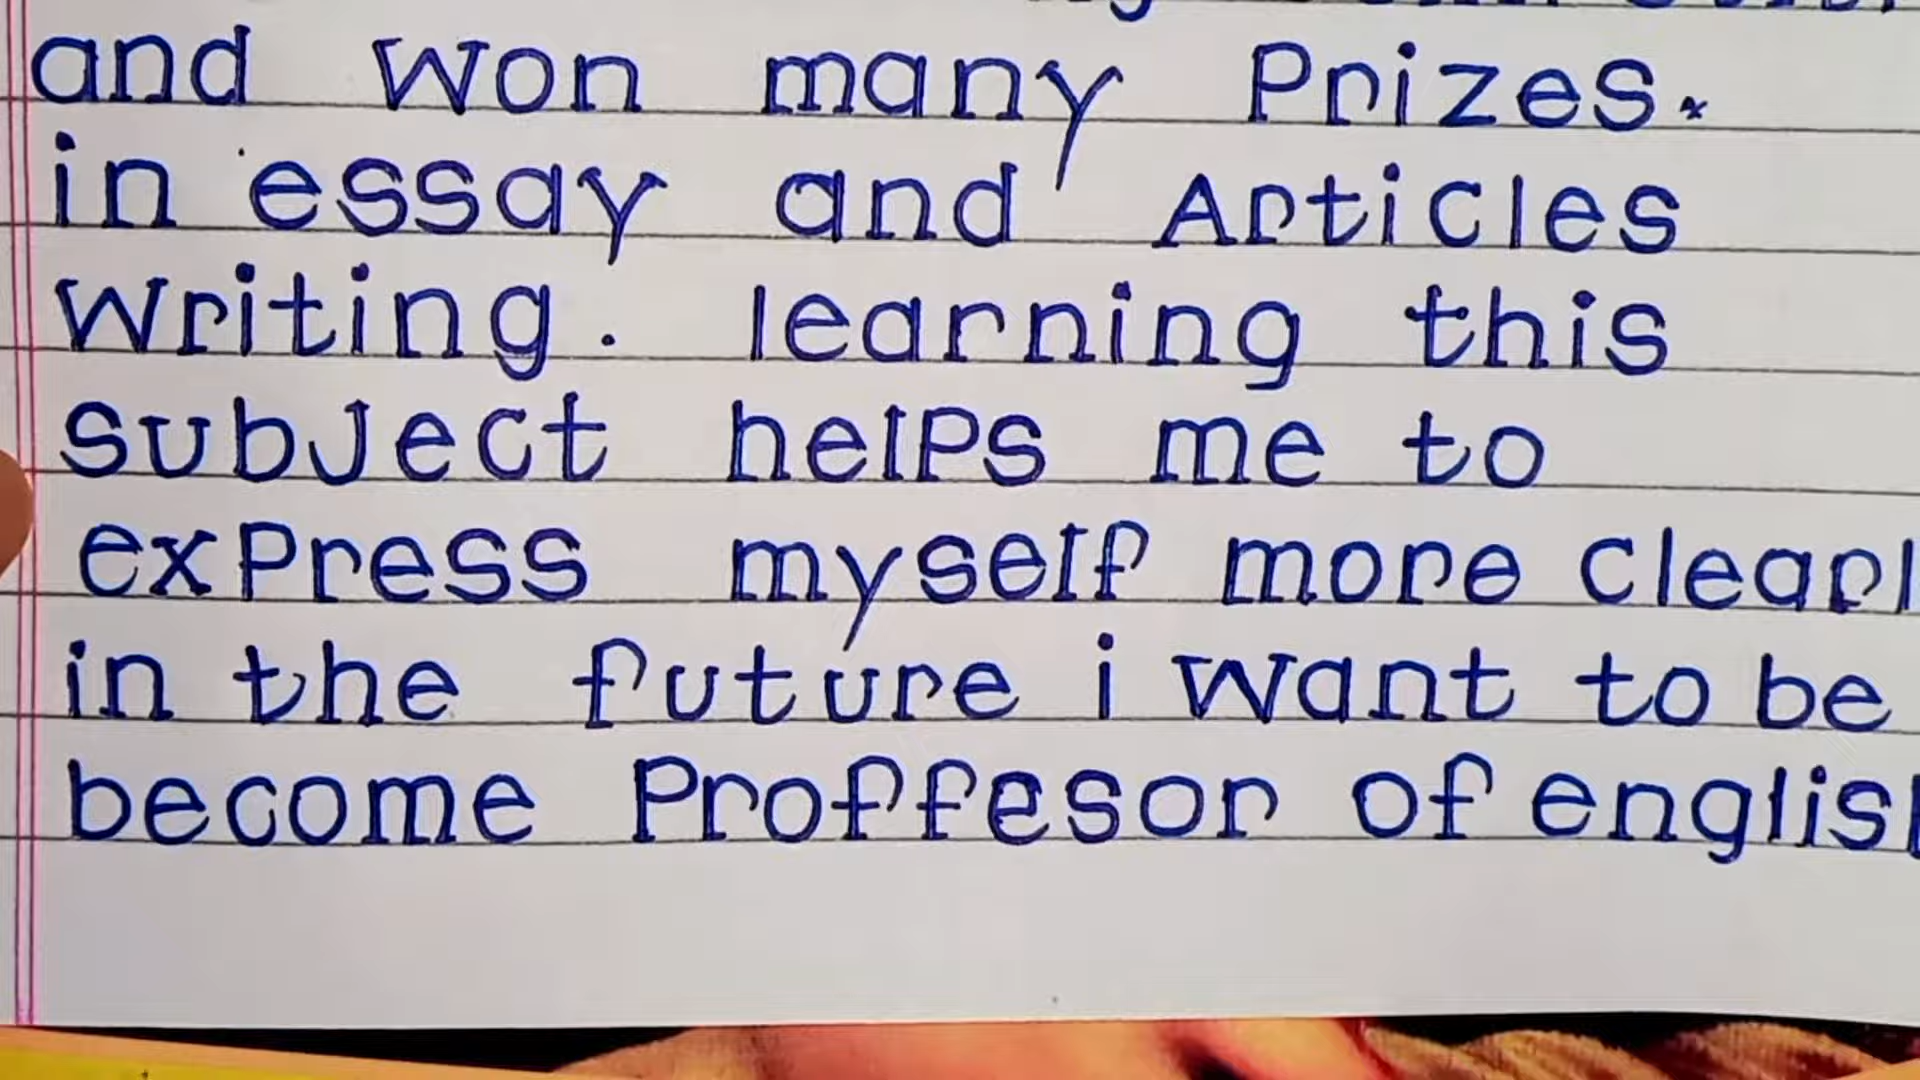 and won many Prizes.
in essay and Articles
Writing. learning this
subJect helPs me to
exPress myself more Clearl
in the future i want to be
become Proffesor of englis